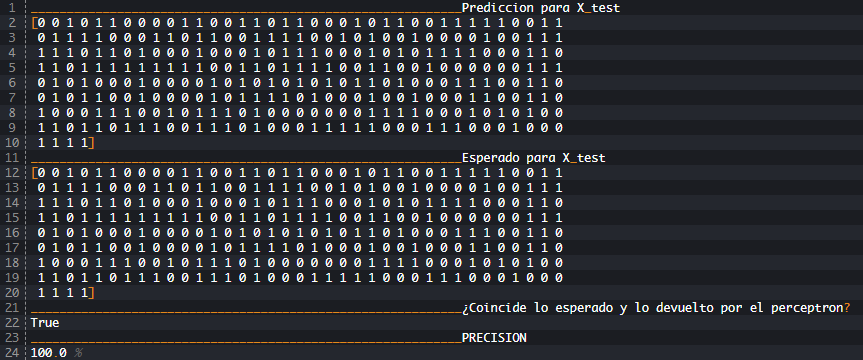 1 ____________________________________________________________Prediccion para X_test
2 [0 0 1 0 1 1 0 0 0 0 1 1 0 0 1 1 0 1 1 0 0 0 1 0 1 1 0 0 1 1 1 1 1 0 0 1 1
3 0 1 1 1 1 0 0 0 1 1 0 1 1 0 0 1 1 1 1 0 0 1 0 1 0 0 1 0 0 0 0 1 0 0 1 1 1
4 1 1 1 0 1 1 0 1 0 0 0 1 0 0 0 1 0 1 1 1 0 0 0 1 0 1 0 1 1 1 1 0 0 0 1 1 0
5 1 1 0 1 1 1 1 1 1 1 1 1 0 0 1 1 0 1 1 1 1 0 0 1 1 0 0 1 0 0 0 0 0 0 1 1 1
6 0 1 0 1 0 0 0 1 0 0 0 0 1 0 1 0 1 0 1 0 1 0 1 1 0 1 0 0 0 1 1 1 0 0 1 1 0
7 0 1 0 1 1 0 0 1 0 0 0 0 1 0 1 1 1 1 0 1 0 0 0 1 0 0 1 0 0 0 1 1 0 0 1 1 0
8 1 0 0 0 1 1 1 0 0 1 0 1 1 1 0 1 0 0 0 0 0 0 0 1 1 1 1 0 0 0 1 0 1 0 1 0 0
9 1 1 0 1 1 0 1 1 1 0 0 1 1 1 0 1 0 0 0 1 1 1 1 1 0 0 0 1 1 1 0 0 0 1 0 0 0
10 1 1 1 1]
11 ____________________________________________________________Esperado para X_test
12 [0 0 1 0 1 1 0 0 0 0 1 1 0 0 1 1 0 1 1 0 0 0 1 0 1 1 0 0 1 1 1 1 1 0 0 1 1
13 0 1 1 1 1 0 0 0 1 1 0 1 1 0 0 1 1 1 1 0 0 1 0 1 0 0 1 0 0 0 0 1 0 0 1 1 1
14 1 1 1 0 1 1 0 1 0 0 0 1 0 0 0 1 0 1 1 1 0 0 0 1 0 1 0 1 1 1 1 0 0 0 1 1 0
15 1 1 0 1 1 1 1 1 1 1 1 1 0 0 1 1 0 1 1 1 1 0 0 1 1 0 0 1 0 0 0 0 0 0 1 1 1
16 0 1 0 1 0 0 0 1 0 0 0 0 1 0 1 0 1 0 1 0 1 0 1 1 0 1 0 0 0 1 1 1 0 0 1 1 0
17 0 1 0 1 1 0 0 1 0 0 0 0 1 0 1 1 1 1 0 1 0 0 0 1 0 0 1 0 0 0 1 1 0 0 1 1 0
18 1 0 0 0 1 1 1 0 0 1 0 1 1 1 0 1 0 0 0 0 0 0 0 1 1 1 1 0 0 0 1 0 1 0 1 0 0
19 1 1 0 1 1 0 1 1 1 0 0 1 1 1 0 1 0 0 0 1 1 1 1 1 0 0 0 1 1 1 0 0 0 1 0 0 0
20 1 1 1 1]
21 ____________________________________________________________¿Coincide lo esperado y lo devuelto por el perceptron?
22 True
23 ____________________________________________________________PRECISION
24 100.0 %